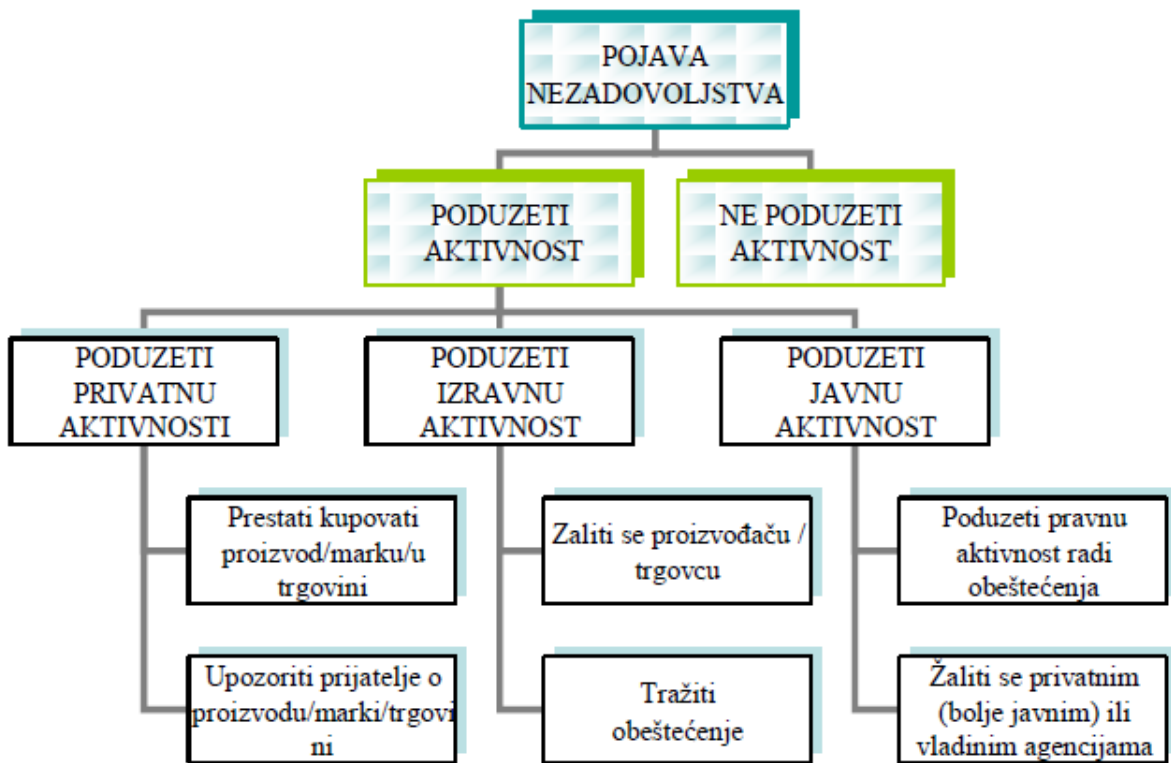 POJAVA
NEZADOVOLJSTVA
PODUZETI
AKTIVNOST
NE PODUZETI
AKTIVNOST
PODUZETI
PRIVATNU
AKTIVNOSTI
PODUZETI
IZRAVNU
AKTIVNOST
PODUZETI
JAVNU
AKTIVNOST
Prestati kupovati
proizvod/marku/u
trgovini
Zaliti se proizvođaču /
trgovcu
Poduzeti pravnu
aktivnost radi
obeštećenja
Upozoriti prijatelje o
proizvodu/marki/trgovi
ni
Tražiti
obeštećenje
Žaliti se privatnim
(bolje javnim) ili
vladinim agencijama